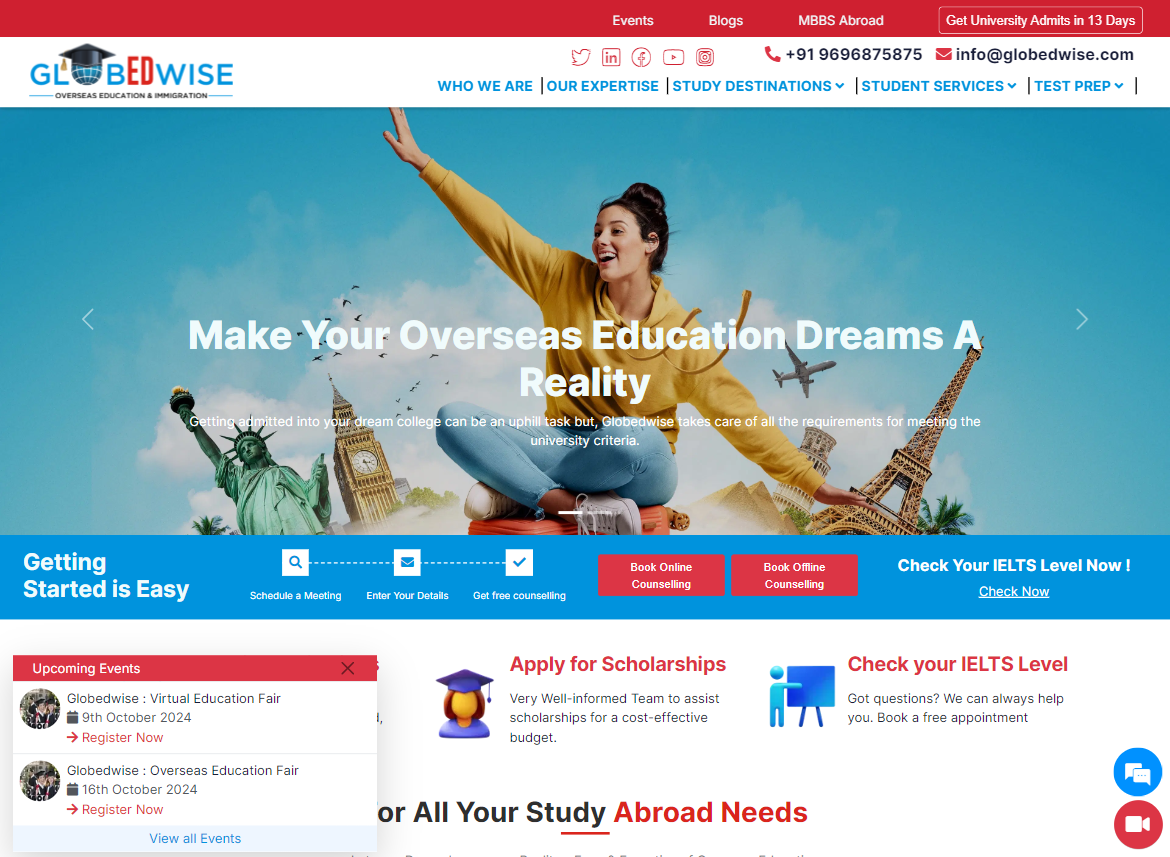 Events Blogs MBBS Abroad Get University Admits in 13 Days
GLOBEDWISE
OVERSEAS EDUCATION & IMMIGRATION
+91 9696875875 info@globedwise.com
WHO WE ARE OUR EXPERTISE STUDY DESTINATIONS STUDENT SERVICES TEST PREP
Make Your Overseas Education Dreams A
Reality
Getting admitted into your dream college can be an uphill task but, Globedwise takes care of all the requirements for meeting the
university criteria.
Getting
Started is Easy
Schedule a Meeting
Enter Your Details
Get free counselling
Book Online
Counselling
Book Offline
Counselling
Check Your IELTS Level Now !
Check Now
Upcoming Events
Globedwise : Virtual Education Fair
9th October 2024
Register Now
Globedwise : Overseas Education Fair
16th October 2024
Register Now
View all Events
Apply for Scholarships
Very Well-informed Team to assist
scholarships for a cost-effective
budget.
Check your IELTS Level
Got questions? We can always help
you. Book a free appointment
or All Your Study Abroad Needs